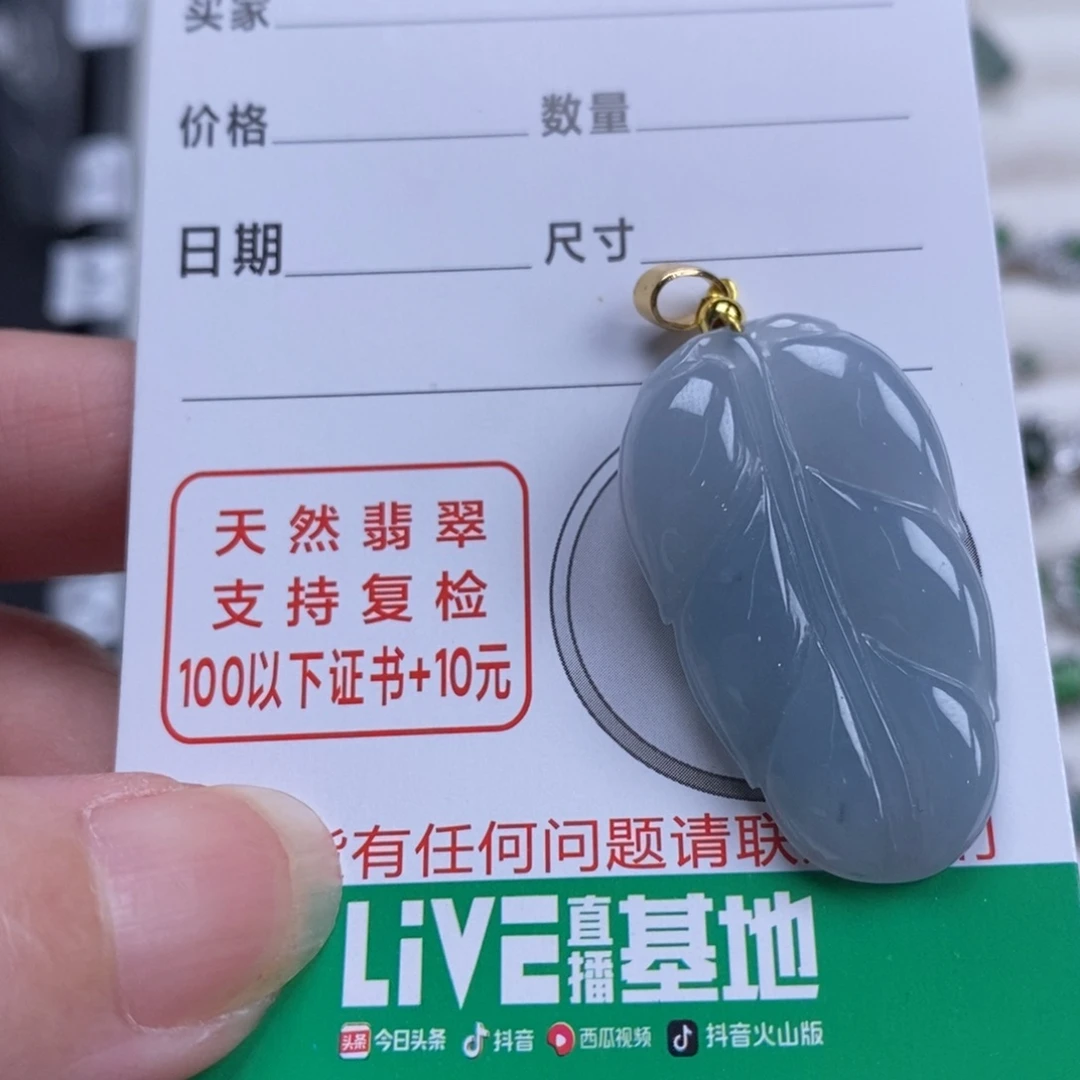 买家
价格 数量
日期 尺寸
天然翡翠
支持复检
100以下证书+10元
有任何问题请联
LiVE直播基地
头条 今日头条 抖音 西瓜视频 抖音火山版